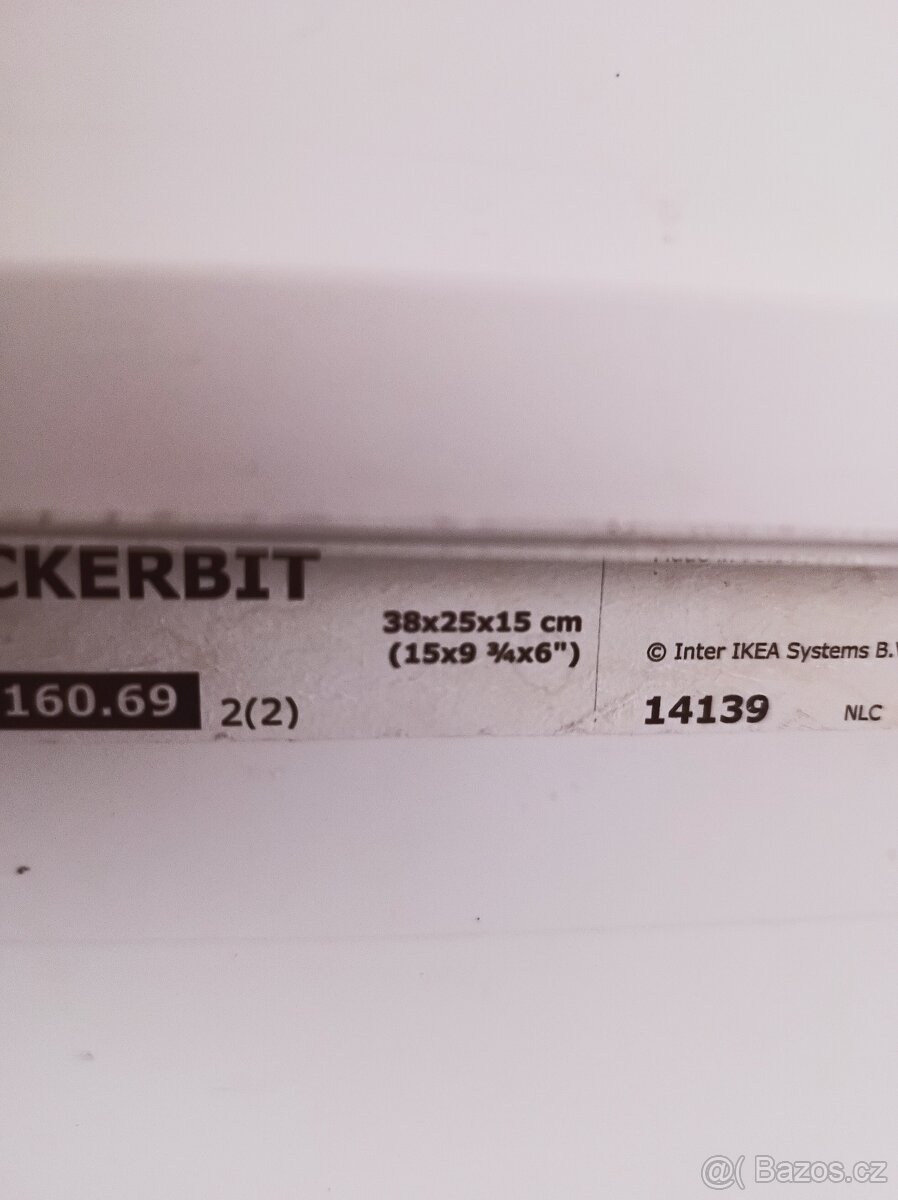 CKERBIT
38x25x15 cm
(15x9 ¾x6")
160.69 2(2)
© Inter IKEA Systems B.V
14139 NLC
@( Bazos.cz